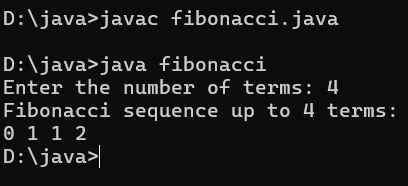 D:\java>javac fibonacci.java
D:\java>java fibonacci
Enter the number of terms: 4
Fibonacci sequence up to 4 terms:
0 1 1 2
D:\java>